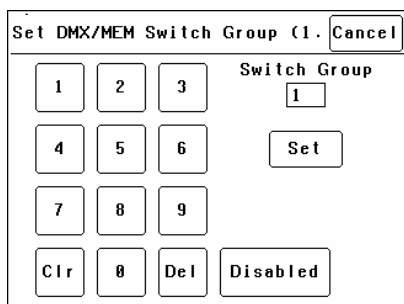 Set DMX/MEM Switch Group (1. Cancel
1 2 3 Switch Group
1
4 5 6 Set
7 8 9
Clr 0 Del Disabled